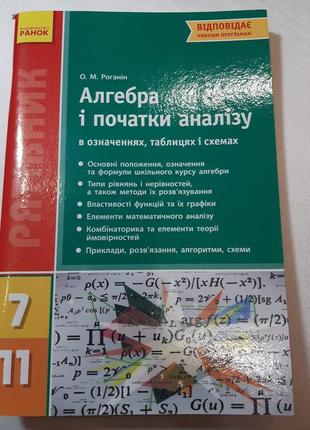 ВИДАВНИЦТВО
РАНОК
ВІДПОВІДАЄ
ЧИННИМ ПРОГРАМАМ
О. М. Роганін
Алгебра
і початки аналізу
в означеннях, таблицях і схемах
• Основні положення, означення
та формули шкільного курсу алгебри
• Типи рівнянь і нерівностей,
а також методи їх розв'язування
• Властивості функцій та їх графіки
• Елементи математичного аналізу
• Комбінаторика та елементи теорії
ймовірностей
• Приклади, розв'язання, алгоритми, схеми
РЯТІВНИК
7
11